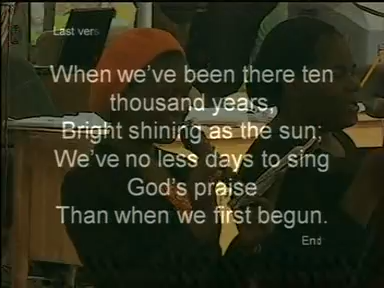 Last vers
When we've been there ten
thousand years,
Bright shining as the sun;
We've no less days to sing
God's praise
Than when we first begun.
End